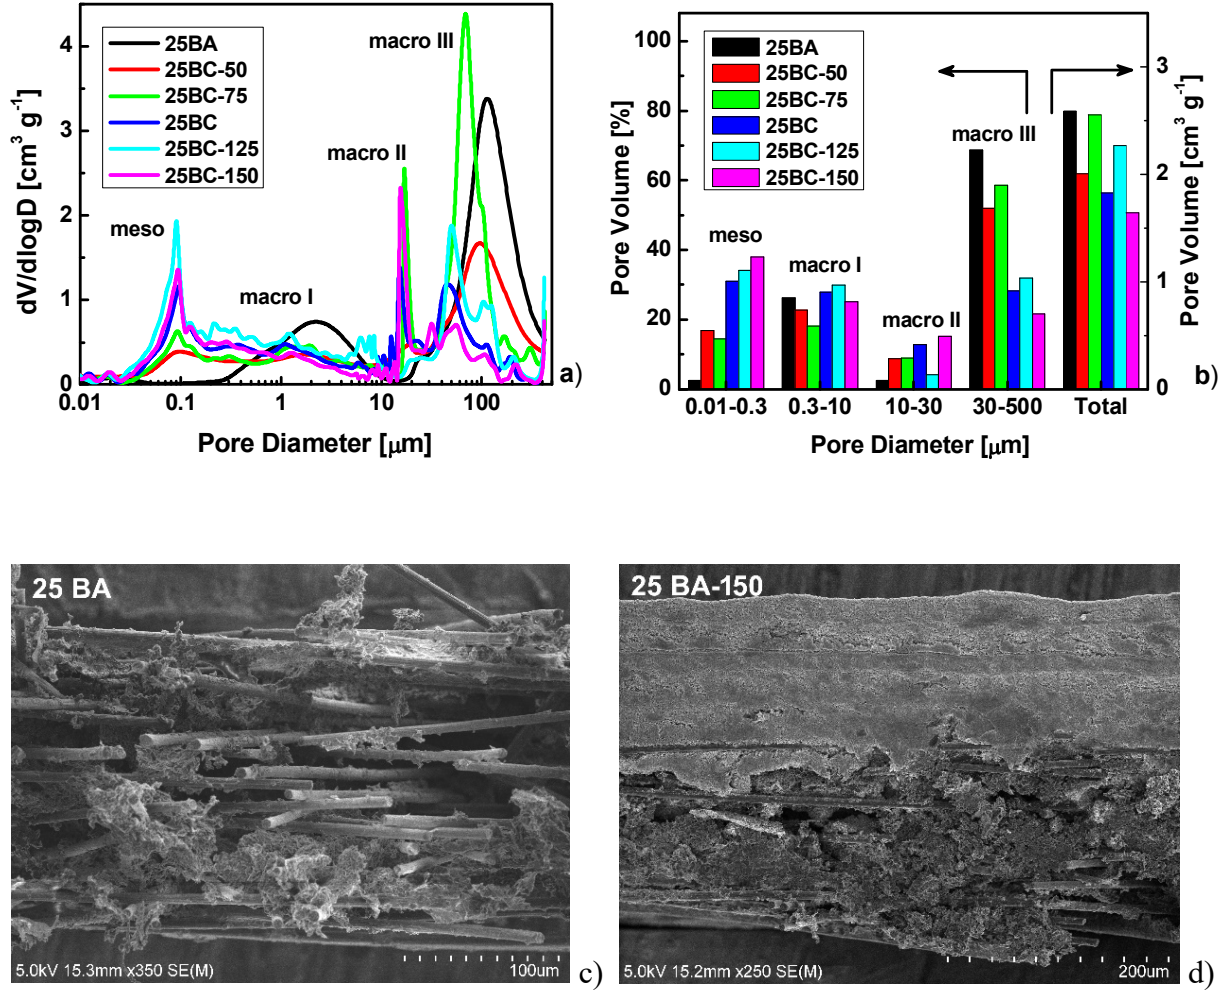 macro III
25BA
25BC-50
25BC-75
25BC
25BC-125
25BC-150
macro II
meso
macro I
dV/dlogD [cm³ g⁻¹]
0
1
2
3
4
0.01
0.1
1
10
100
Pore Diameter [μm]
a)
25BA
25BC-50
25BC-75
25BC
25BC-125
25BC-150
macro III
meso
macro I
macro II
Pore Volume [%]
0
20
40
60
80
100
Pore Volume [cm³ g⁻¹]
0
1
2
3
0.01-0.3
0.3-10
10-30
30-500
Total
Pore Diameter [μm]
b)
25 BA
5.0kV 15.3mm x350 SE(M)
100um
c)
25 BA-150
5.0kV 15.2mm x250 SE(M)
200um
d)